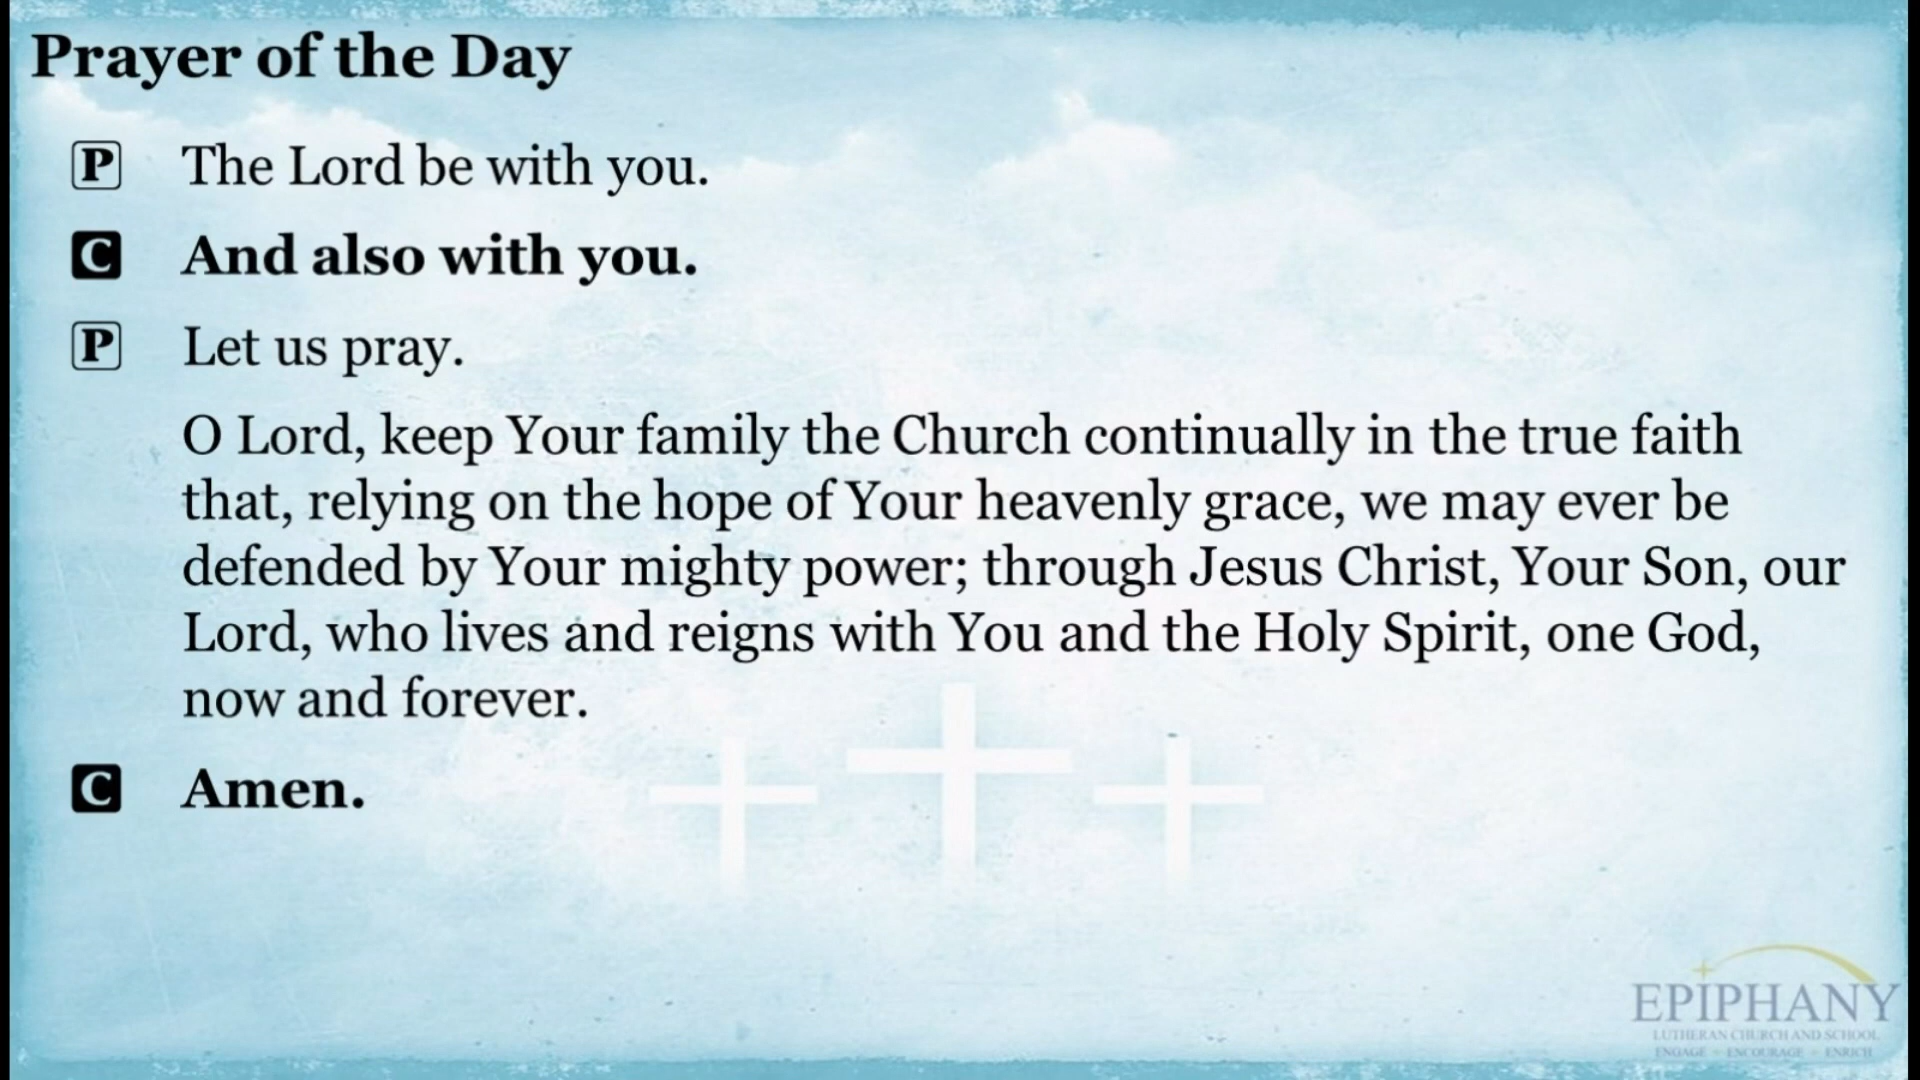 Prayer of the Day
P The Lord be with you.
C And also with you.
P Let us pray.
O Lord, keep Your family the Church continually in the true faith
that, relying on the hope of Your heavenly grace, we may ever be
defended by Your mighty power; through Jesus Christ, Your Son, our
Lord, who lives and reigns with You and the Holy Spirit, one God,
now and forever.
C Amen.
EPIPHANY
LUTHERAN CHURCH AND SCHOOL
ENGAGE • ENCOURAGE • ENRICH